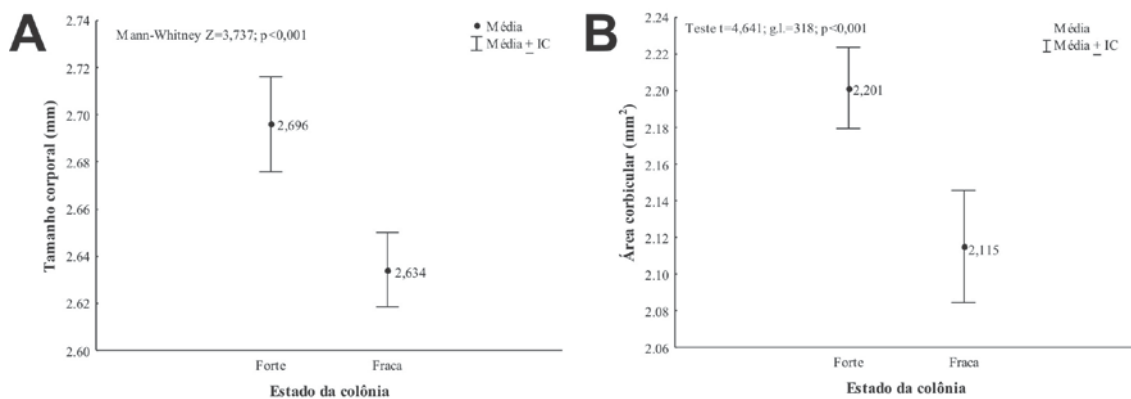 A
Mann-Whitney Z=3,737; p<0,001
Média
Média ± IC
Tamanho corporal (mm)
2.74
2.72
2.70
2.68
2.66
2.64
2.62
2.60
2,696
2,634
Forte
Fraca
Estado da colônia
B
Teste t=4,641; g.l.=318; p<0,001
Média
Média ± IC
Área corbicular (mm²)
2.24
2.22
2.20
2.18
2.16
2.14
2.12
2.10
2.08
2.06
2,201
2,115
Forte
Fraca
Estado da colônia